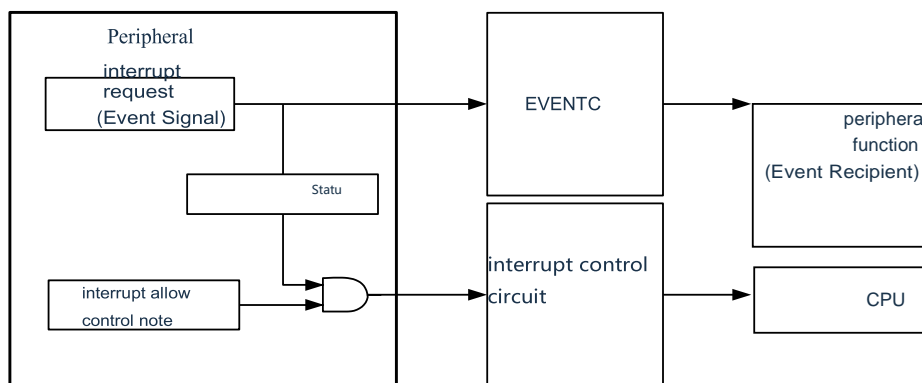 Peripheral
interrupt
request
(Event Signal)
EVENTC
periphera
function
(Event Recipient)
Statu
interrupt control
circuit
interrupt allow
control note
CPU